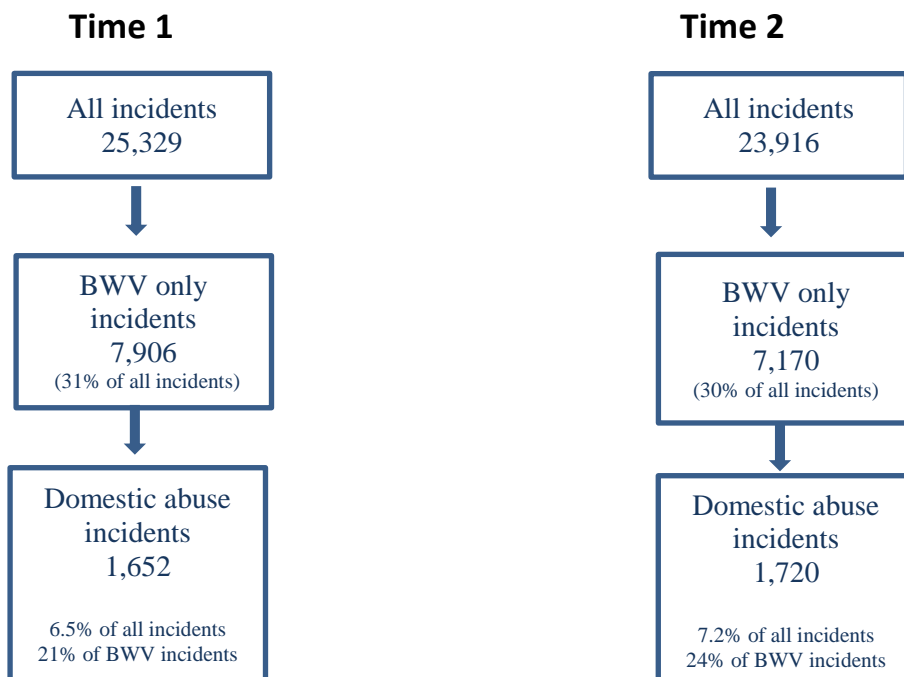 Time 1
All incidents
25,329
BWV only
incidents
7,906
(31% of all incidents)
Domestic abuse
incidents
1,652
6.5% of all incidents
21% of BWV incidents
Time 2
All incidents
23,916
BWV only
incidents
7,170
(30% of all incidents)
Domestic abuse
incidents
1,720
7.2% of all incidents
24% of BWV incidents